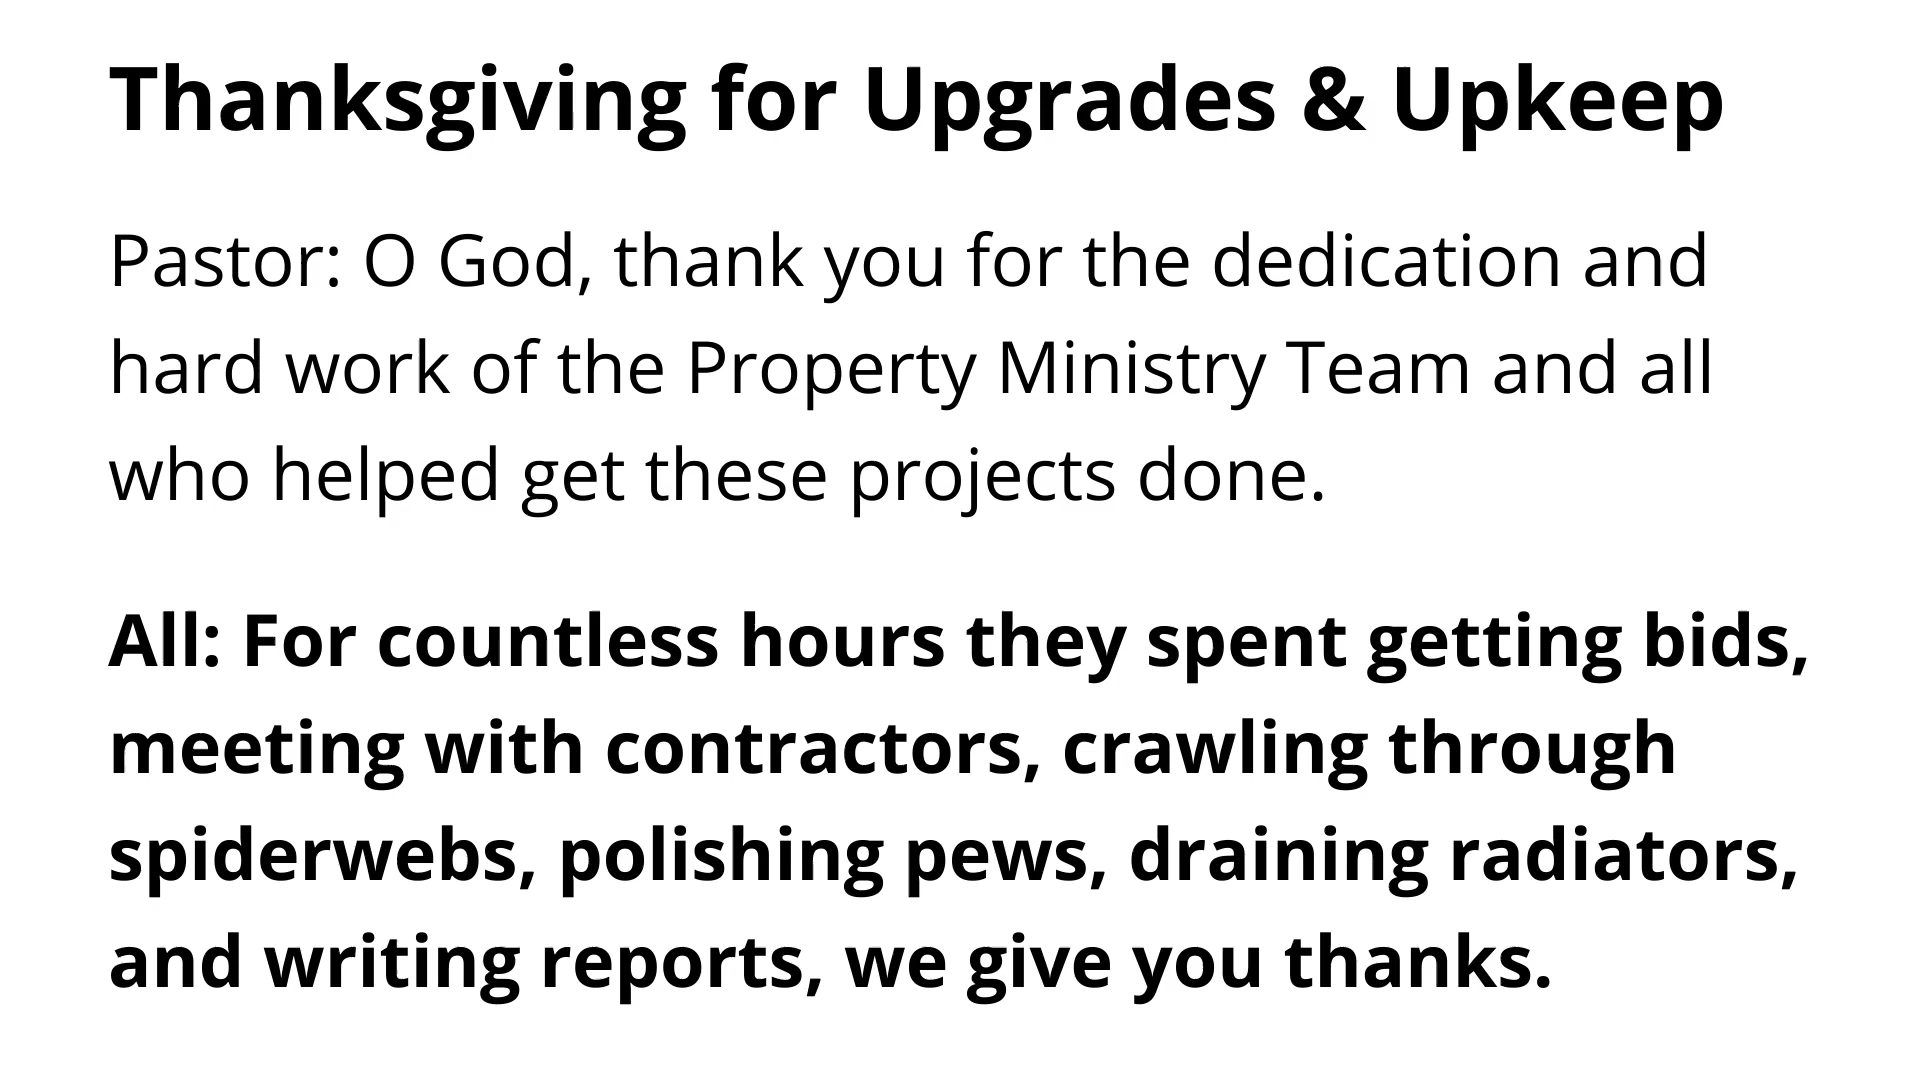 Thanksgiving for Upgrades & Upkeep
Pastor: O God, thank you for the dedication and
hard work of the Property Ministry Team and all
who helped get these projects done.
All: For countless hours they spent getting bids,
meeting with contractors, crawling through
spiderwebs, polishing pews, draining radiators,
and writing reports, we give you thanks.